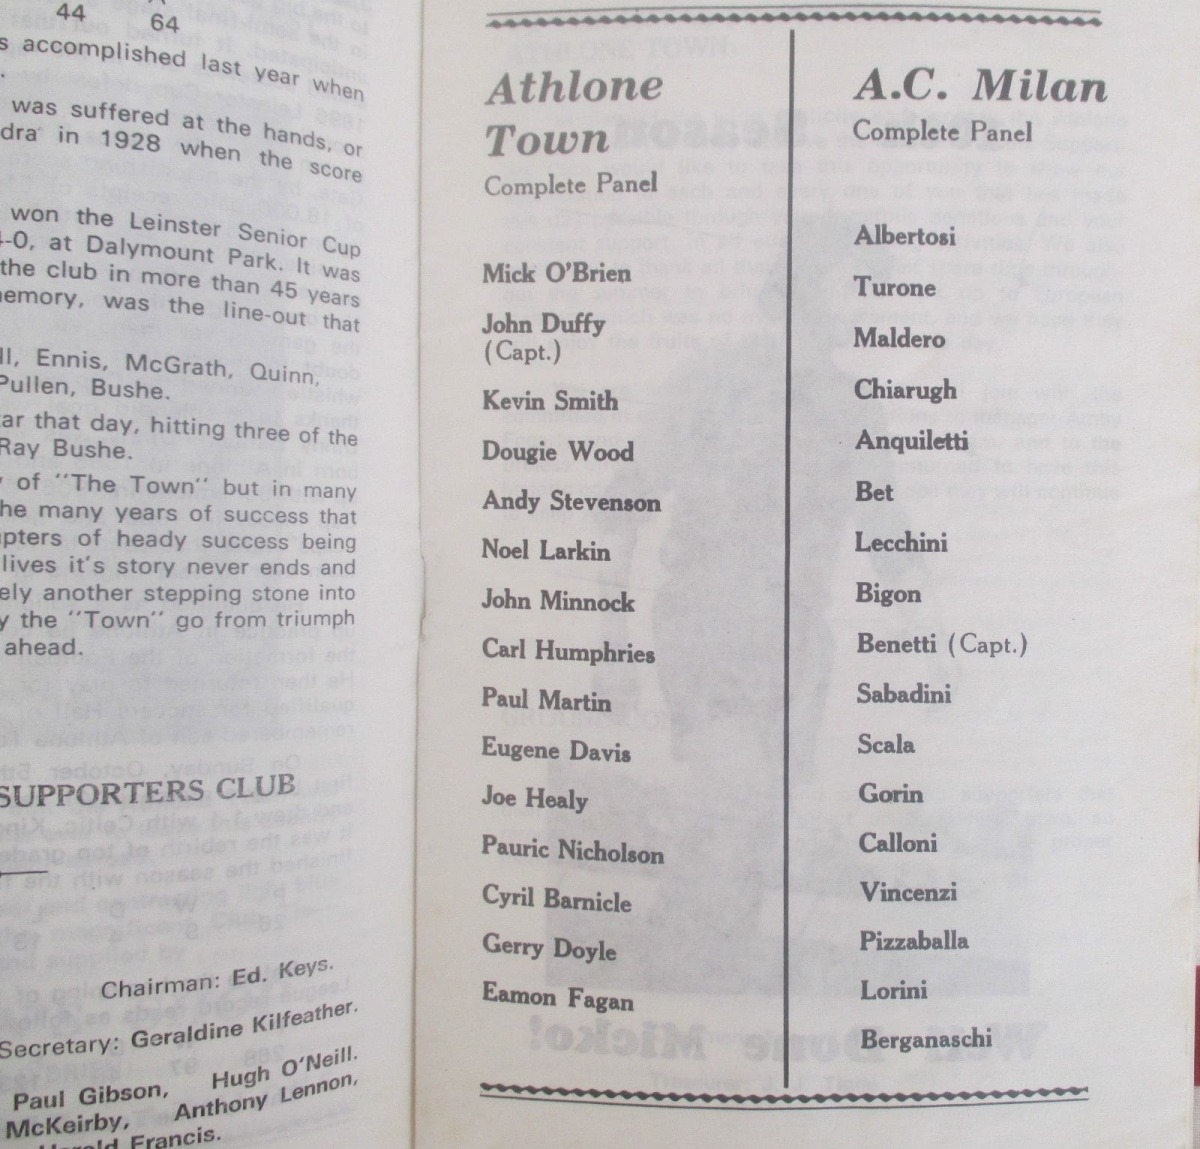 44 64
s accomplished last year when
was suffered at the hands, or
dra' in 1928 when the score
won the Leinster Senior Cup
-0, at Dalymount Park. It was
the club in more than 45 years
emory, was the line-out that
ll, Ennis, McGrath, Quinn,
Pullen, Bushe.
ar that day, hitting three of the
Ray Bushe.
of "The Town" but in many
he many years of success that
pters of heady success being
lives it's story never ends and
ely another stepping stone into
y the "Town" go from triumph
ahead.
SUPPORTERS CLUB
Chairman: Ed. Keys.
Secretary: Geraldine Kilfeather.
Paul Gibson, Hugh O'Neill.
McKeirby, Anthony Lennon,
Francis.
Athlone
Town
Complete Panel
Mick O'Brien
John Duffy
(Capt.)
Kevin Smith
Dougie Wood
Andy Stevenson
Noel Larkin
John Minnock
Carl Humphries
Paul Martin
Eugene Davis
Joe Healy
Pauric Nicholson
Cyril Barnicle
Gerry Doyle
Eamon Fagan
A.C. Milan
Complete Panel
Albertosi
Turone
Maldero
Chiarugh
Anquiletti
Bet
Lecchini
Bigon
Benetti (Capt.)
Sabadini
Scala
Gorin
Calloni
Vincenzi
Pizzaballa
Lorini
Berganaschi